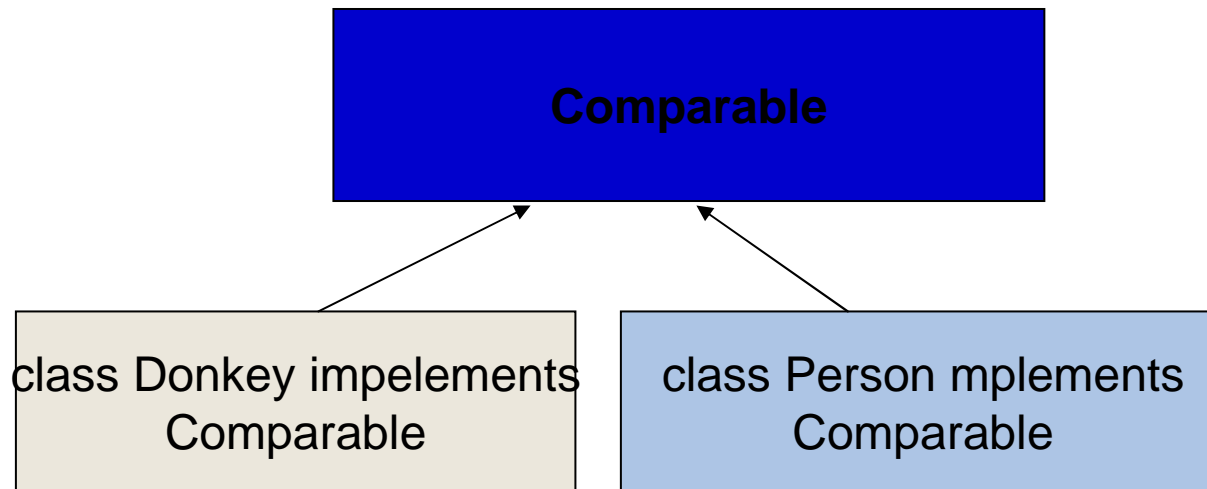 Comparable
class Donkey impelements
Comparable
class Person mplements
Comparable